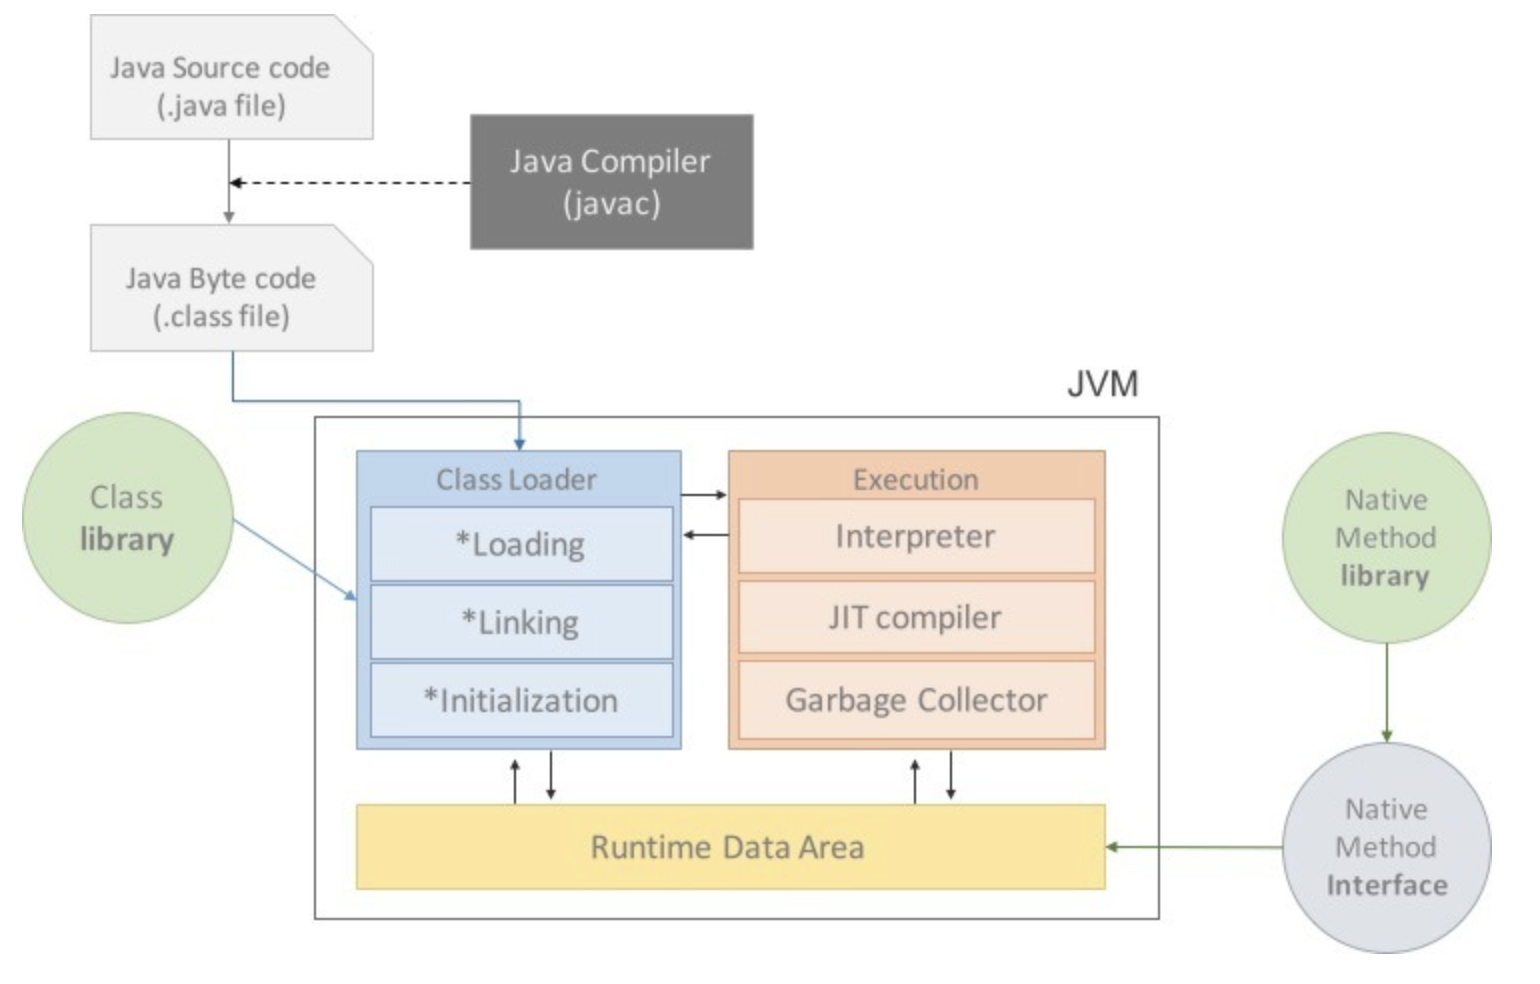 Java Source code
(.java file)
Java Compiler
(javac)
Java Byte code
(.class file)
JVM
Class
library
Class Loader
*Loading
*Linking
*Initialization
Execution
Interpreter
JIT compiler
Garbage Collector
Runtime Data Area
Native
Method
library
Native
Method
Interface